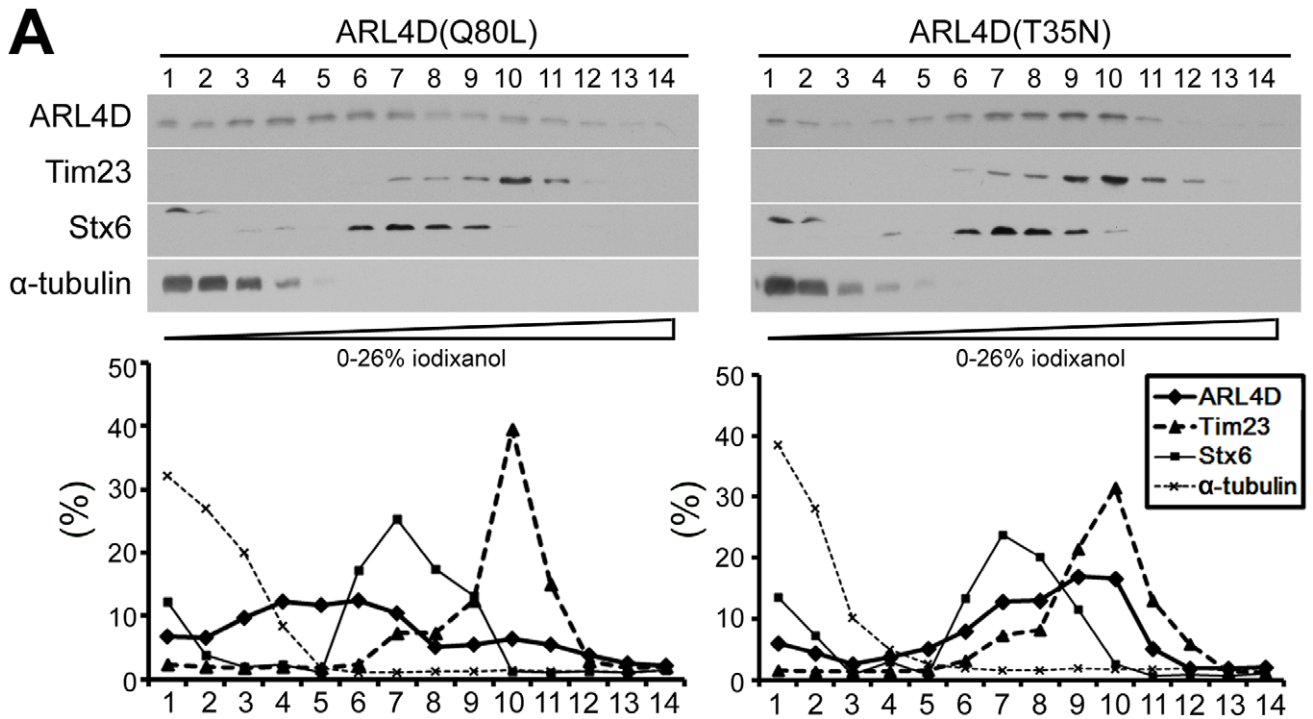 A
ARL4D(Q80L) ARL4D(T35N)
1 2 3 4 5 6 7 8 9 10 11 12 13 14 1 2 3 4 5 6 7 8 9 10 11 12 13 14
ARL4D
Tim23
Stx6
α-tubulin
0-26% iodixanol 0-26% iodixanol
50
40
30
20
10
0
(%)
1 2 3 4 5 6 7 8 9 10 11 12 13 14
50
40
30
20
10
0
(%)
1 2 3 4 5 6 7 8 9 10 11 12 13 14
ARL4D
Tim23
Stx6
α-tubulin